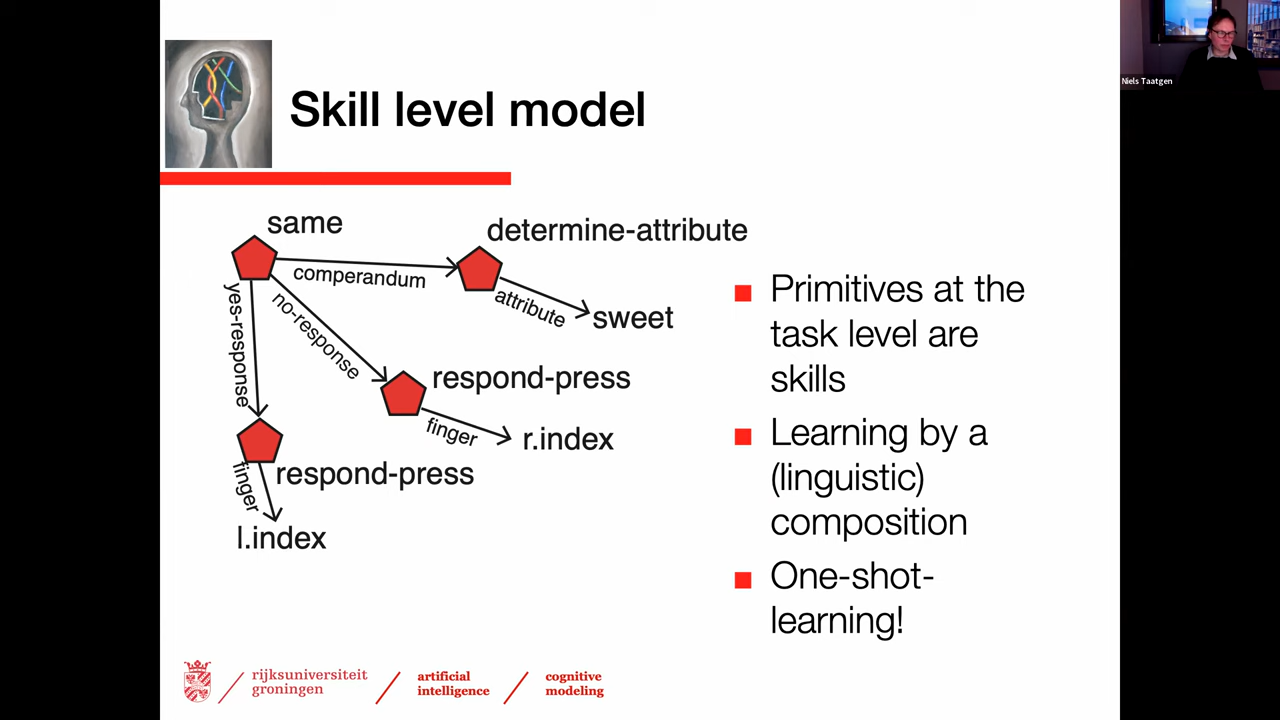 Niels Taatgen
Skill level model
same
determine-attribute
comperandum
yes-response
no-response
attribute
sweet
respond-press
finger
r.index
respond-press
finger
l.index
Primitives at the
task level are
skills
Learning by a
(linguistic)
composition
One-shot-
learning!
rijksuniversiteit
groningen
artificial
intelligence
cognitive
modeling